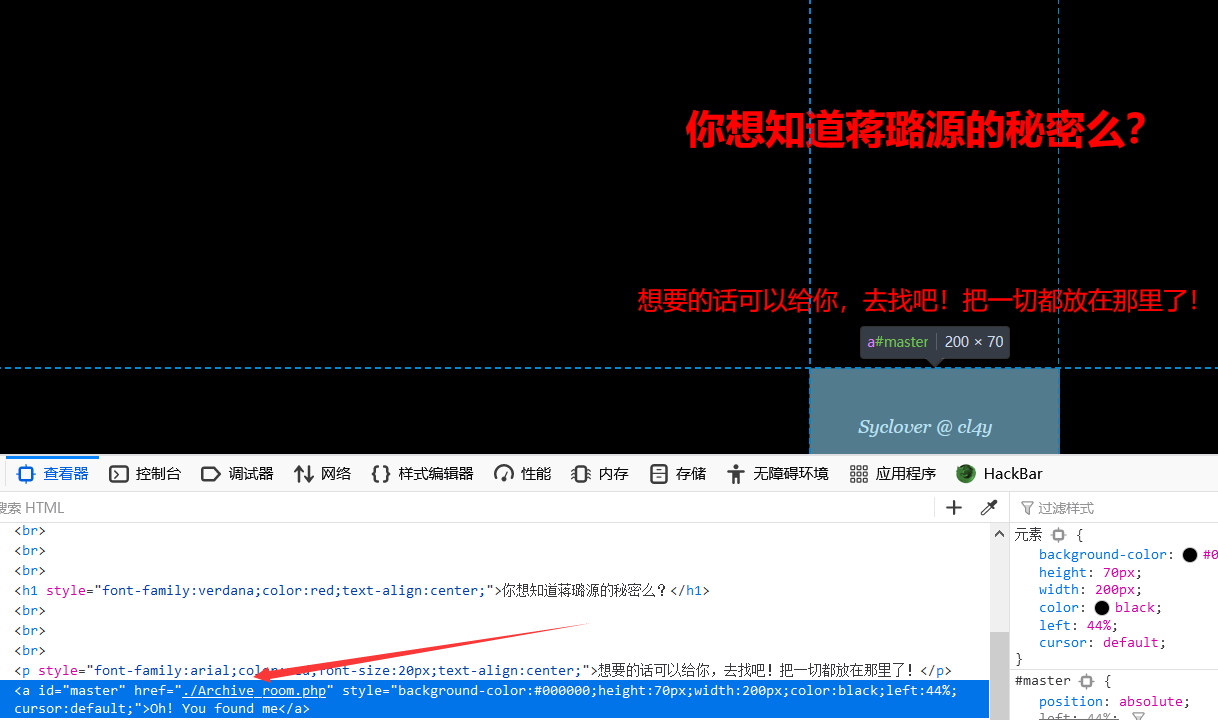 你想知道蒋璐源的秘密么?
想要的话可以给你，去找吧！把一切都放在那里了！
a#master 200 × 70
Syclover @ cl4y
查看器 控制台 调试器 网络 样式编辑器 性能 内存 存储 无障碍环境 应用程序 HackBar
搜索 HTML
过滤样式
<br>
<br>
<br>
<h1 style="font-family:verdana;color:red;text-align:center;">你想知道蒋璐源的秘密么？</h1>
<br>
<br>
<br>
<p style="font-family:arial;color:red;font-size:20px;text-align:center;">想要的话可以给你，去找吧！把一切都放在那里了！</p>
<a id="master" href="./Archive_room.php" style="background-color:#000000;height:70px;width:200px;color:black;left:44%;
cursor:default;">Oh! You found me</a>
元素 {
background-color: #0
height: 70px;
width: 200px;
color: black;
left: 44%;
cursor: default;
}
#master {
position: absolute;
left: 44%;